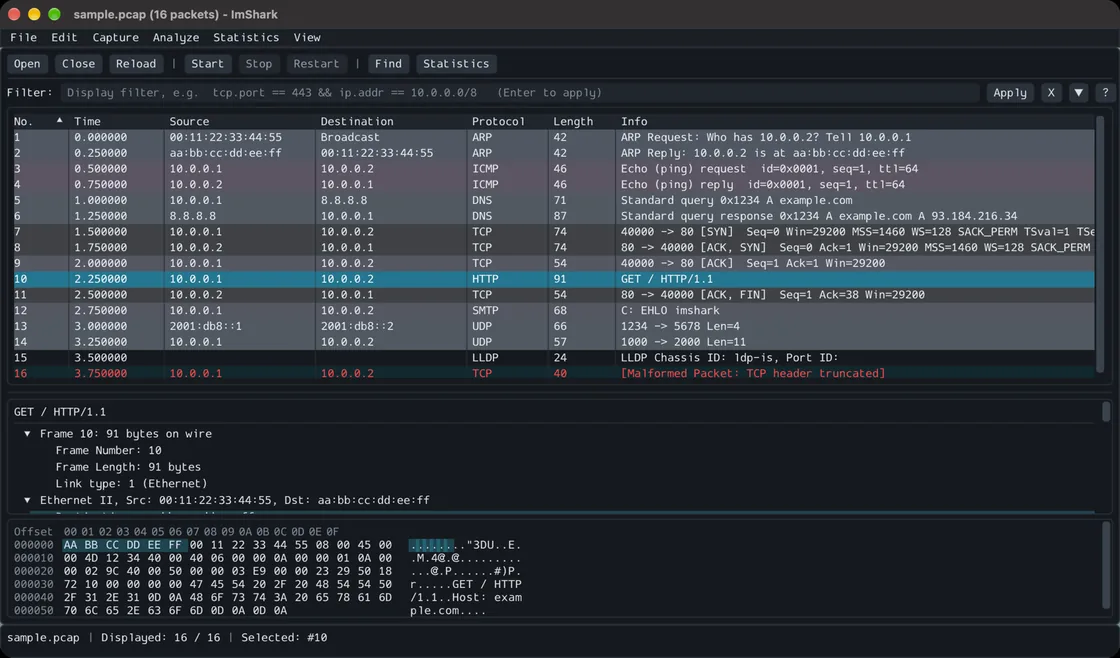 sample.pcap (16 packets) - ImShark
File Edit Capture Analyze Statistics View
Open Close Reload | Start Stop Restart | Find Statistics
Filter: Display filter, e.g. tcp.port == 443 && ip.addr == 10.0.0.0/8 (Enter to apply) Apply X ▼ ?
No. ▲ Time Source Destination Protocol Length Info
1 0.000000 00:11:22:33:44:55 Broadcast ARP 42 ARP Request: Who has 10.0.0.2? Tell 10.0.0.1
2 0.250000 aa:bb:cc:dd:ee:ff 00:11:22:33:44:55 ARP 42 ARP Reply: 10.0.0.2 is at aa:bb:cc:dd:ee:ff
3 0.500000 10.0.0.1 10.0.0.2 ICMP 46 Echo (ping) request id=0x0001, seq=1, ttl=64
4 0.750000 10.0.0.2 10.0.0.1 ICMP 46 Echo (ping) reply id=0x0001, seq=1, ttl=64
5 1.000000 10.0.0.1 8.8.8.8 DNS 71 Standard query 0x1234 A example.com
6 1.250000 8.8.8.8 10.0.0.1 DNS 87 Standard query response 0x1234 A example.com A 93.184.216.34
7 1.500000 10.0.0.1 10.0.0.2 TCP 74 40000 -> 80 [SYN] Seq=0 Win=29200 MSS=1460 WS=128 SACK_PERM TSval=1 TSe
8 1.750000 10.0.0.2 10.0.0.1 TCP 74 80 -> 40000 [ACK, SYN] Seq=0 Ack=1 Win=29200 MSS=1460 WS=128 SACK_PERM
9 2.000000 10.0.0.1 10.0.0.2 TCP 54 40000 -> 80 [ACK] Seq=1 Ack=1 Win=29200
10 2.250000 10.0.0.1 10.0.0.2 HTTP 91 GET / HTTP/1.1
11 2.500000 10.0.0.2 10.0.0.1 TCP 54 80 -> 40000 [ACK, FIN] Seq=1 Ack=38 Win=29200
12 2.750000 10.0.0.1 10.0.0.2 SMTP 68 C: EHLO imshark
13 3.000000 2001:db8::1 2001:db8::2 UDP 66 1234 -> 5678 Len=4
14 3.250000 10.0.0.1 10.0.0.2 UDP 57 1000 -> 2000 Len=11
15 3.500000 LLDP 24 LLDP Chassis ID: ldp-is, Port ID:
16 3.750000 10.0.0.1 10.0.0.2 TCP 40 [Malformed Packet: TCP header truncated]
GET / HTTP/1.1
▼ Frame 10: 91 bytes on wire
Frame Number: 10
Frame Length: 91 bytes
Link type: 1 (Ethernet)
▼ Ethernet II, Src: 00:11:22:33:44:55, Dst: aa:bb:cc:dd:ee:ff
Offset 00 01 02 03 04 05 06 07 08 09 0A 0B 0C 0D 0E 0F
000000 AA BB CC DD EE FF 00 11 22 33 44 55 08 00 45 00 ........"3DU..E.
000010 00 4D 12 34 40 00 40 06 00 00 0A 00 00 01 0A 00 .M.4@.@.........
000020 00 02 9C 40 00 50 00 00 03 E9 00 00 23 29 50 18 ...@.P......#)P.
000030 72 10 00 00 00 00 47 45 54 20 2F 20 48 54 54 50 r.....GET / HTTP
000040 2F 31 2E 31 0D 0A 48 6F 73 74 3A 20 65 78 61 6D /1.1..Host: exam
000050 70 6C 65 2E 63 6F 6D 0D 0A 0D 0A ple.com....
sample.pcap | Displayed: 16 / 16 | Selected: #10